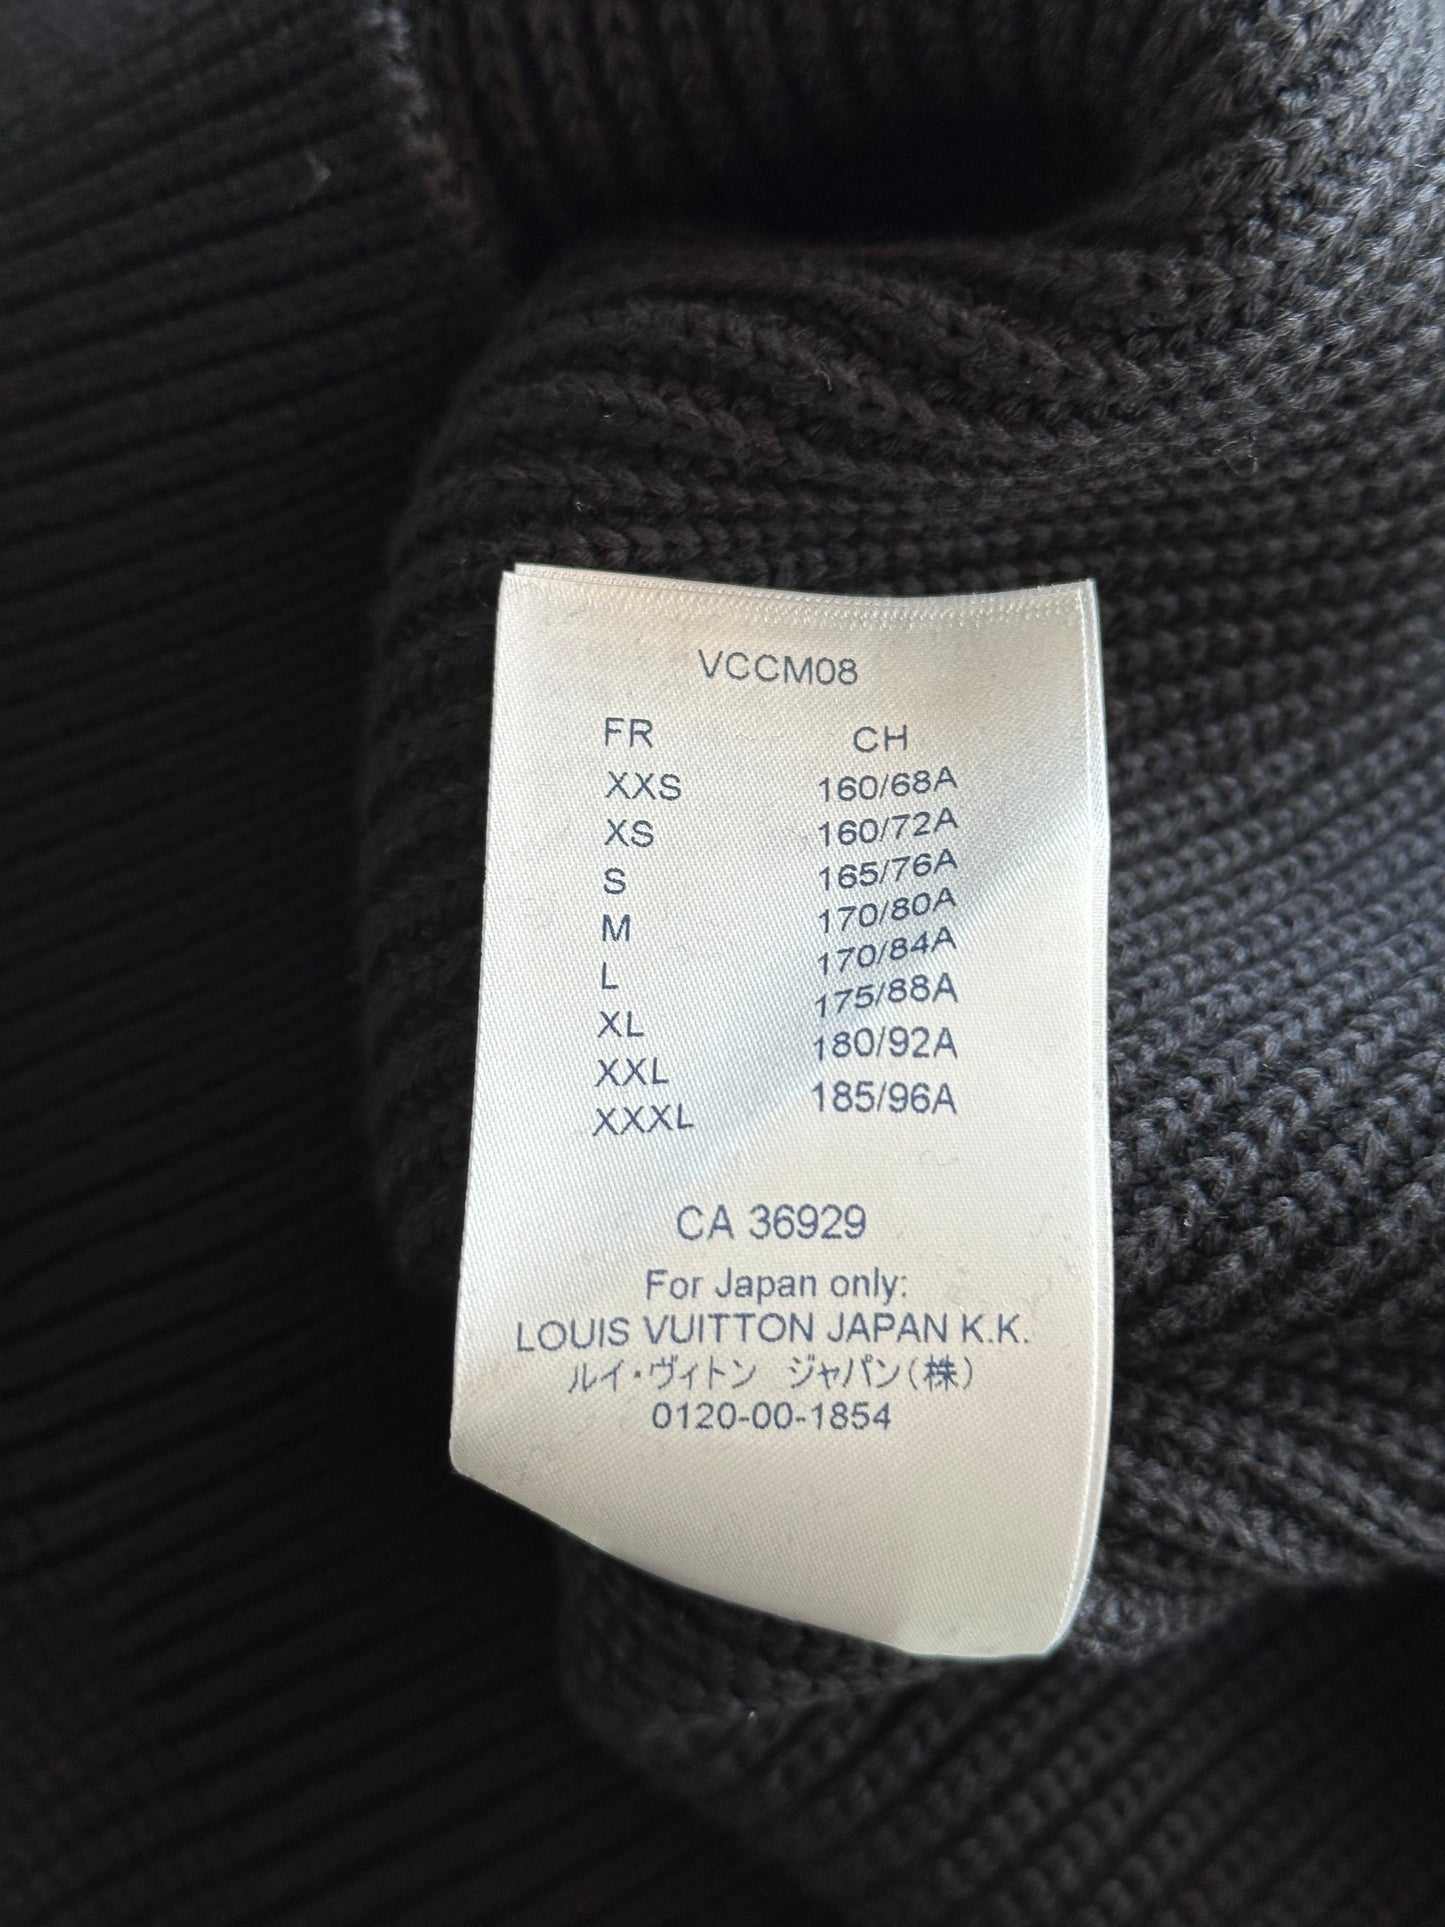 VCCM08
FR CH
XXS 160/68A
XS 160/72A
S 165/76A
M 170/80A
L 170/84A
XL 175/88A
XXL 180/92A
XXXL 185/96A
CA 36929
For Japan only:
LOUIS VUITTON JAPAN K.K.
ルイ・ヴィトン ジャパン(株)
0120-00-1854